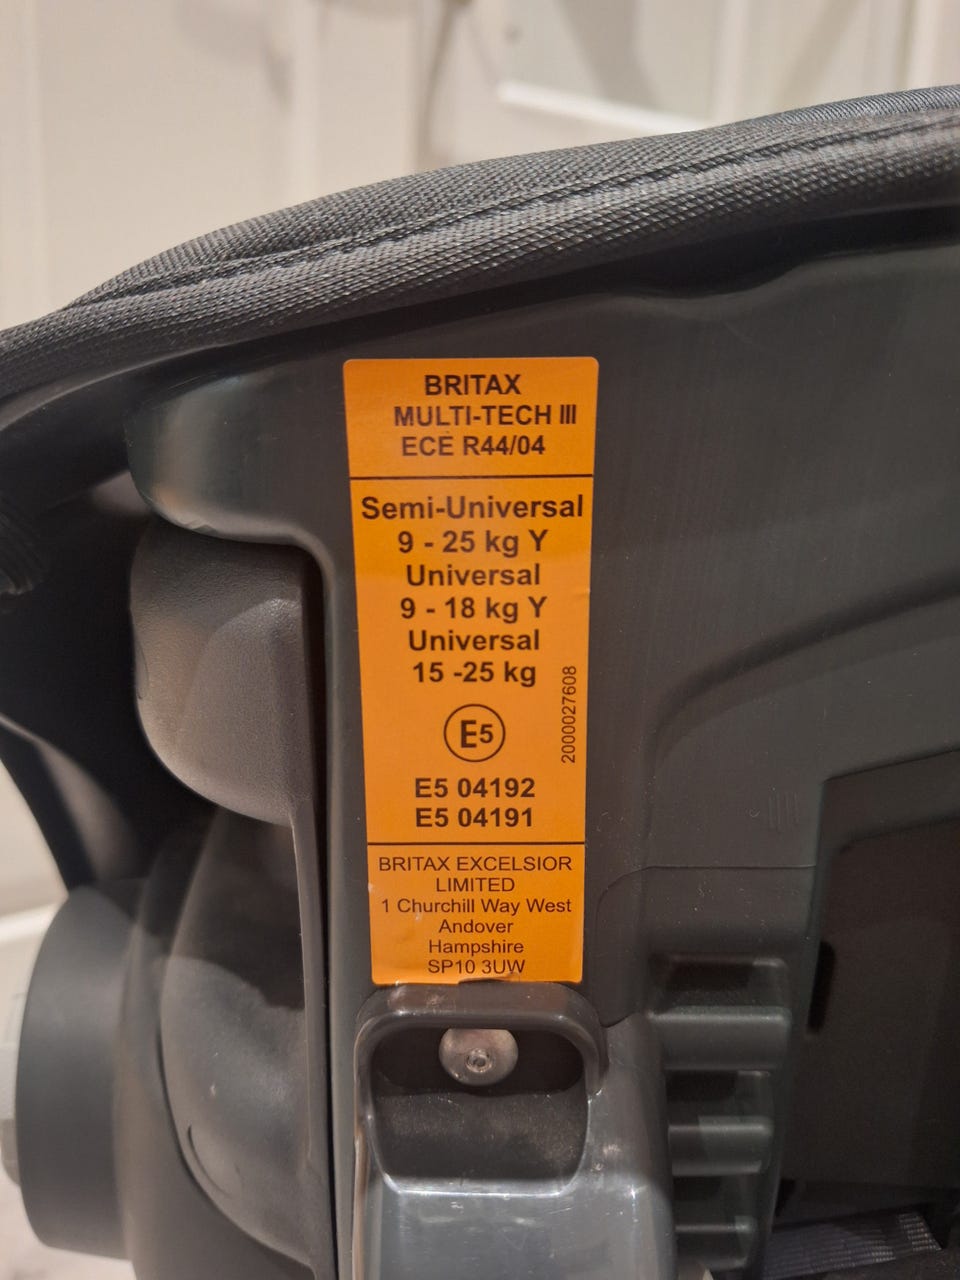 BRITAX
MULTI-TECH III
ECE R44/04
Semi-Universal
9 - 25 kg Y
Universal
9 - 18 kg Y
Universal
15 -25 kg
2000027608
E5
E5 04192
E5 04191
BRITAX EXCELSIOR
LIMITED
1 Churchill Way West
Andover
Hampshire
SP10 3UW